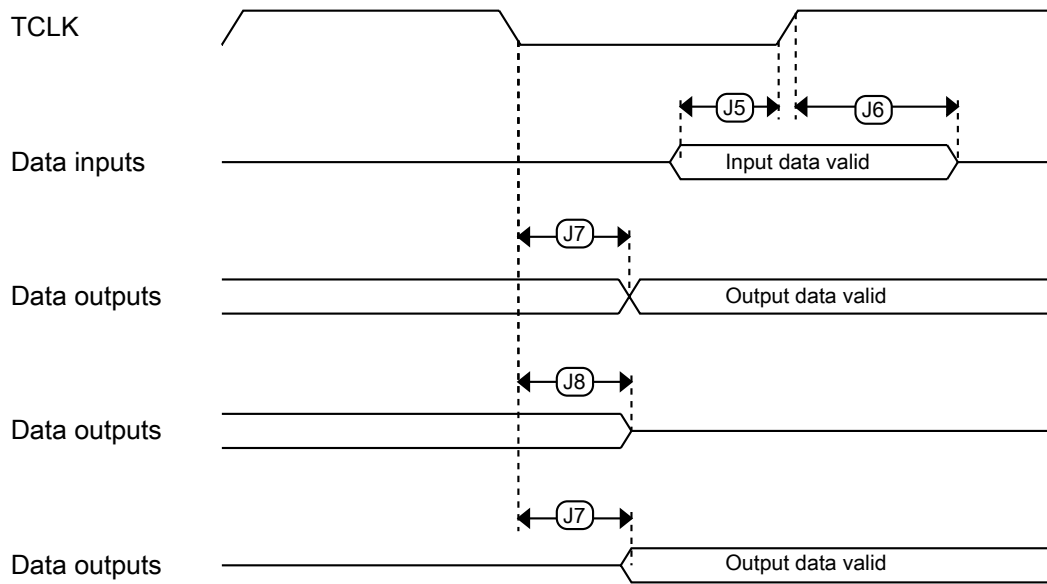 TCLK
J5
J6
Data inputs
Input data valid
J7
Data outputs
Output data valid
J8
Data outputs
J7
Data outputs
Output data valid